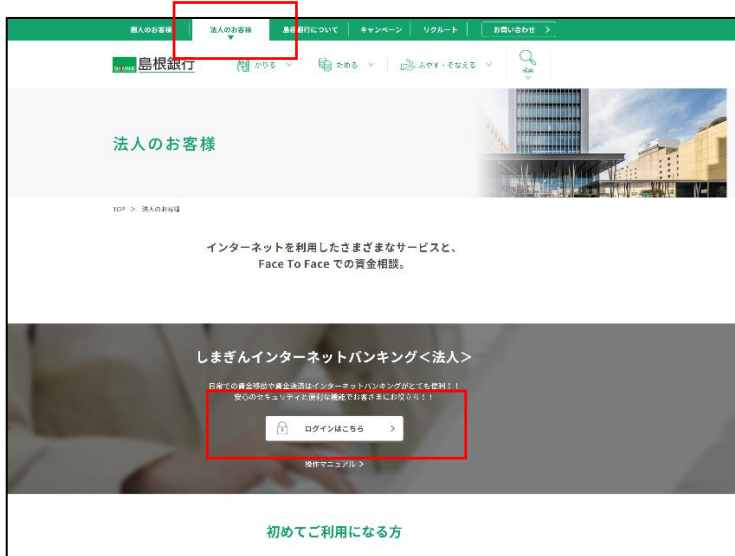 個人のお客様 法人のお客様 島根銀行について キャンペーン リクルート お問い合わせ >
島根銀行 かりる ためる ふやす・そなえる 検索
法人のお客様
TOP > 法人のお客様
インターネットを利用したさまざまなサービスと、
Face To Face での資金相談。
しまぎんインターネットバンキング<法人>
日常での資金移動や資金決済はインターネットバンキングがとても便利！！
安心のセキュリティと便利な機能でお客さまにお役立ち！！
ログインはこちら >
操作マニュアル >
初めてご利用になる方